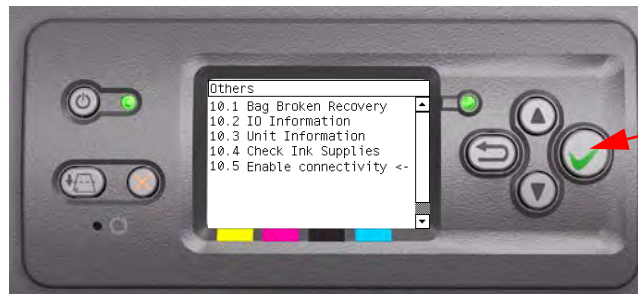 Others
10.1 Bag Broken Recovery
10.2 IO Information
10.3 Unit Information
10.4 Check Ink Supplies
10.5 Enable connectivity <-